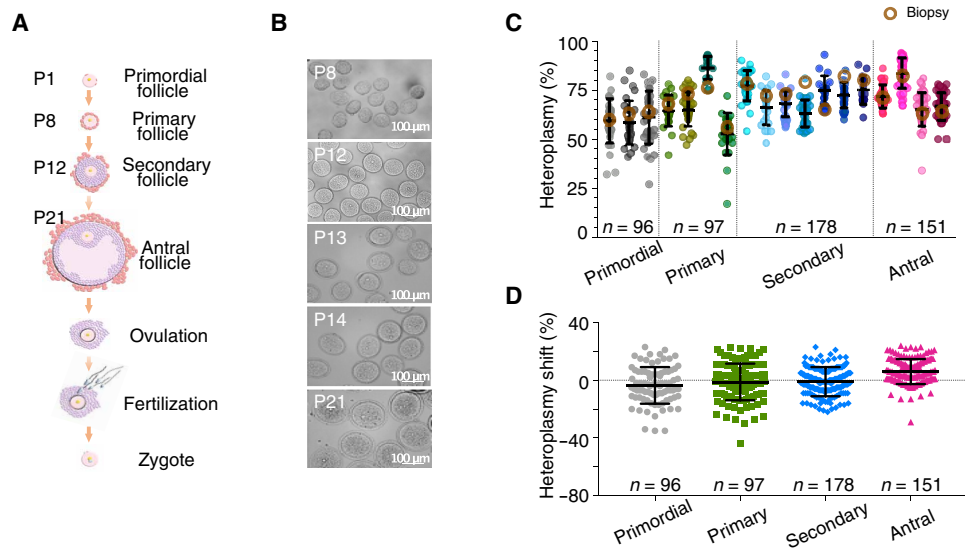 A
P1
Primordial
follicle
P8
Primary
follicle
P12
Secondary
follicle
P21
Antral
follicle
Ovulation
Fertilization
Zygote
B
P8
100 µm
P12
100 µm
P13
100 µm
P14
100 µm
P21
100 µm
C
Biopsy
Heteroplasmy (%)
100
75
50
25
0
n = 96
n = 97
n = 178
n = 151
Primordial
Primary
Secondary
Antral
D
Heteroplasmy shift (%)
40
0
−40
−80
n = 96
n = 97
n = 178
n = 151
Primordial
Primary
Secondary
Antral